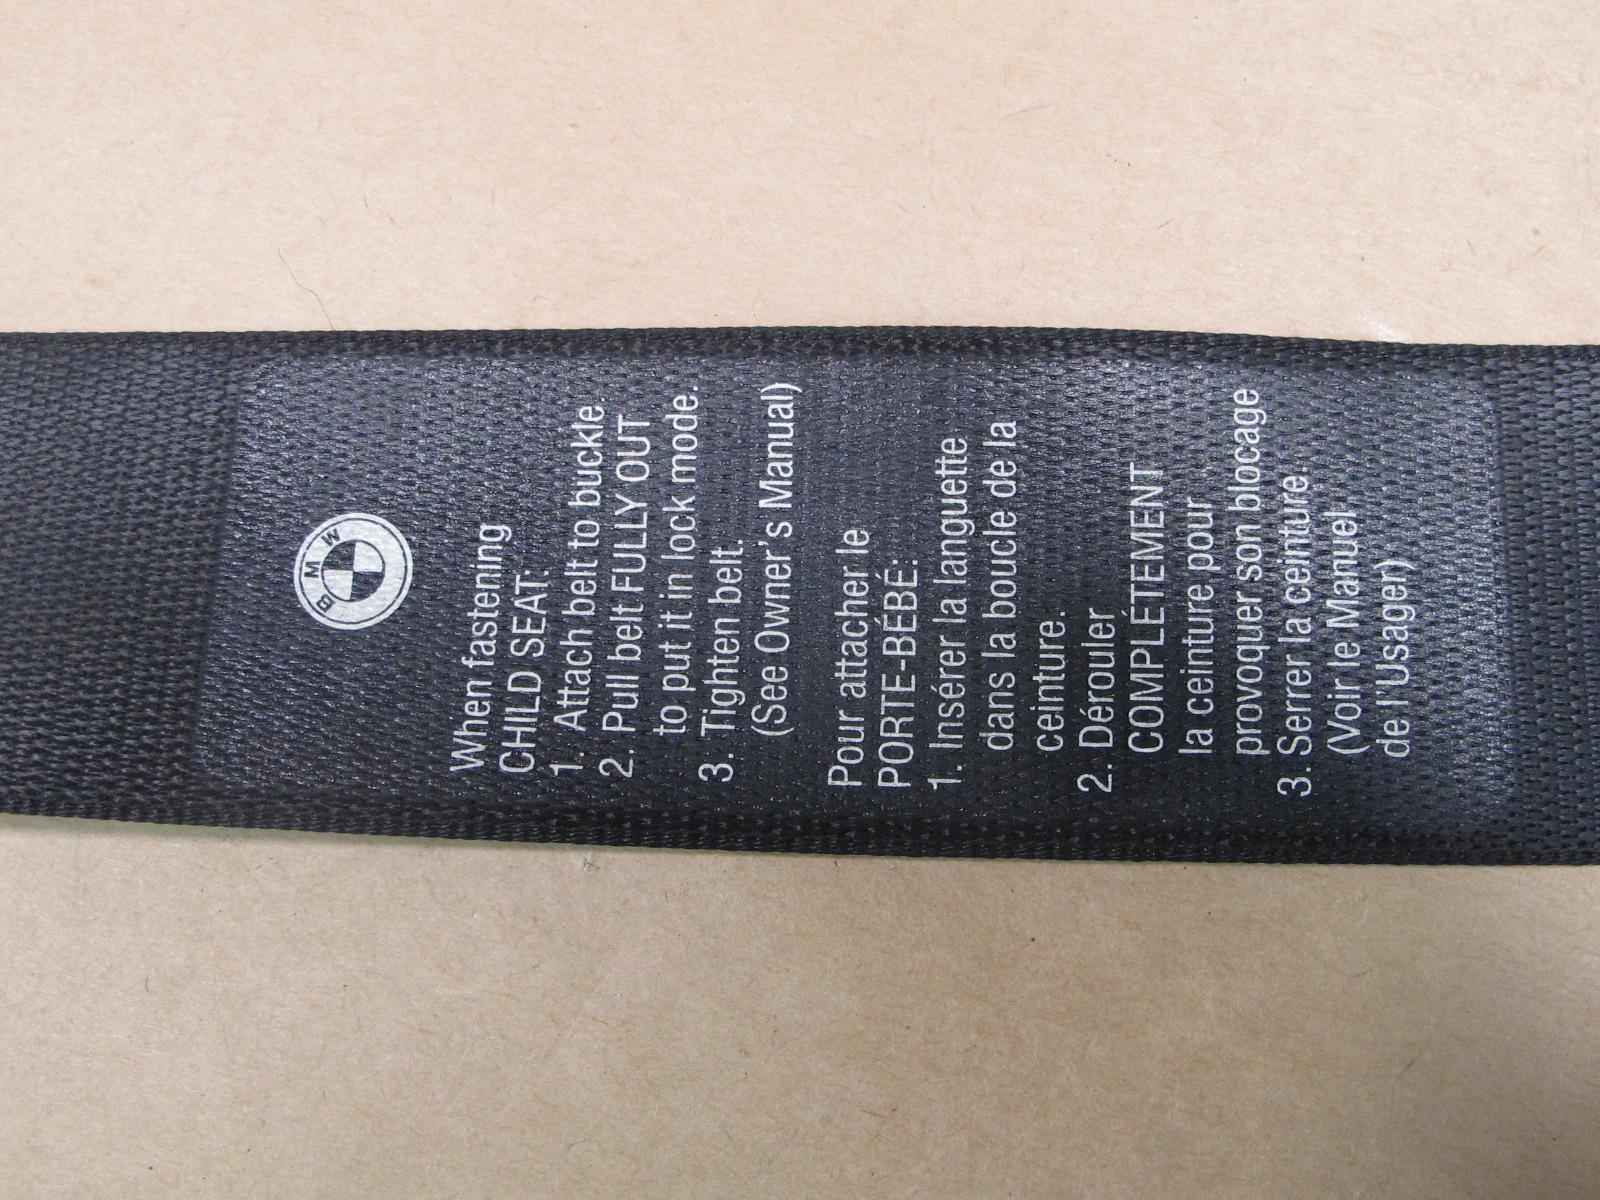 BMW
When fastening
CHILD SEAT:
1. Attach belt to buckle.
2. Pull belt FULLY OUT
to put it in lock mode.
3. Tighten belt.
(See Owner's Manual)
Pour attacher le
PORTE-BÉBÉ:
1. Insérer la languette
dans la boucle de la
ceinture.
2. Dérouler
COMPLÉTEMENT
la ceinture pour
provoquer son blocage
3. Serrer la ceinture.
(Voir le Manuel
de l'Usager)